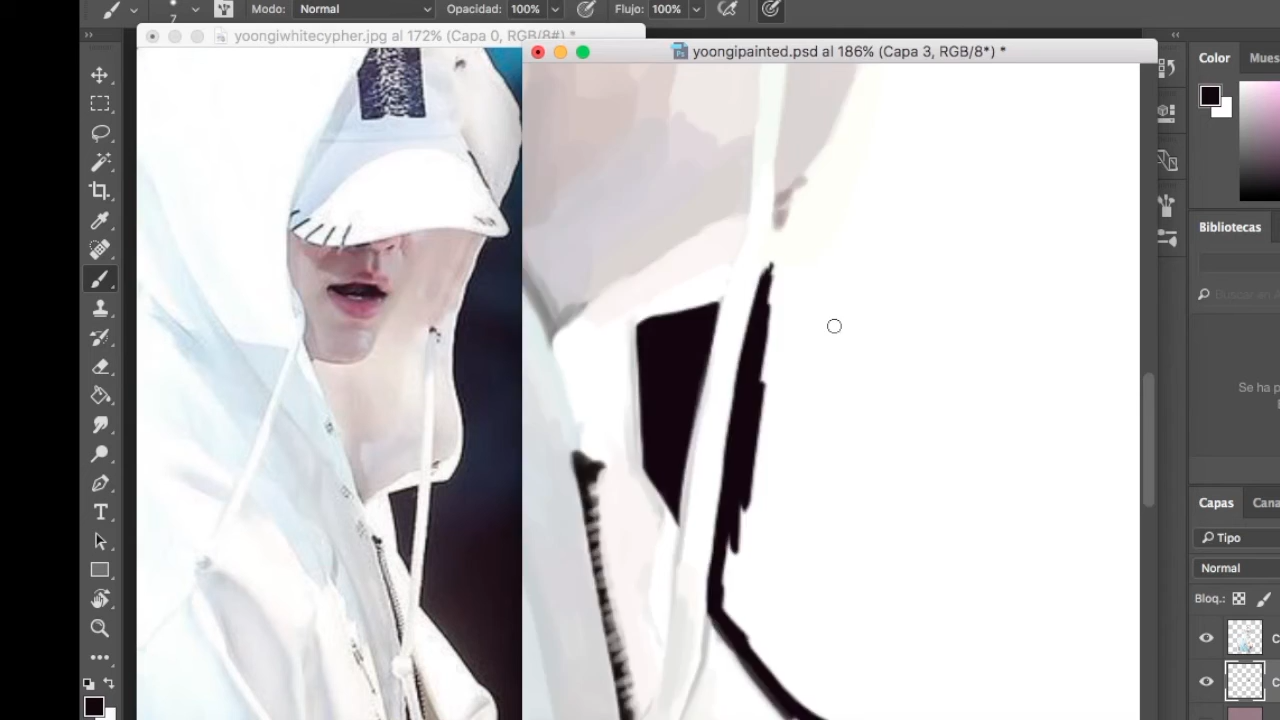 Modo: Normal Opacidad: 100% Flujo: 100%
7
yoongiwhitecypher.jpg al 172% (Capa 0, RGB/8#) *
yoongipainted.psd al 186% (Capa 3, RGB/8*) *
Color Mues
Bibliotecas
Buscar en
Se ha p
Capas Cana
Tipo
Normal
Bloq.:
C
C
T